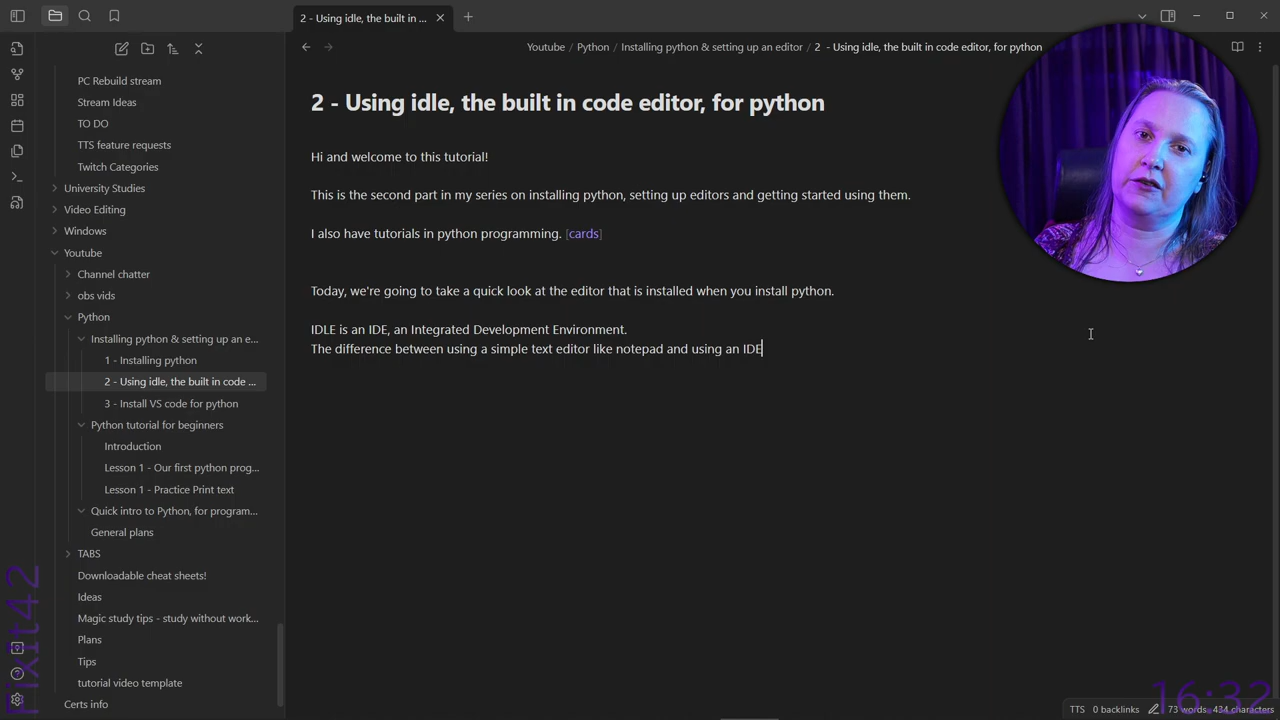 2 - Using idle, the built in ...
Youtube / Python / Installing python & setting up an editor / 2 - Using idle, the built in code editor, for python
PC Rebuild stream
Stream Ideas
TO DO
TTS feature requests
Twitch Categories
University Studies
Video Editing
Windows
Youtube
Channel chatter
obs vids
Python
Installing python & setting up an e...
1 - Installing python
2 - Using idle, the built in code ...
3 - Install VS code for python
Python tutorial for beginners
Introduction
Lesson 1 - Our first python prog...
Lesson 1 - Practice Print text
Quick intro to Python, for program...
General plans
TABS
Downloadable cheat sheets!
Ideas
Magic study tips - study without work...
Plans
Tips
tutorial video template
Certs info
2 - Using idle, the built in code editor, for python
Hi and welcome to this tutorial!
This is the second part in my series on installing python, setting up editors and getting started using them.
I also have tutorials in python programming. [cards]
Today, we're going to take a quick look at the editor that is installed when you install python.
IDLE is an IDE, an Integrated Development Environment.
The difference between using a simple text editor like notepad and using an IDE
Fixit42
16:32
TTS 0 backlinks 73 words 434 characters